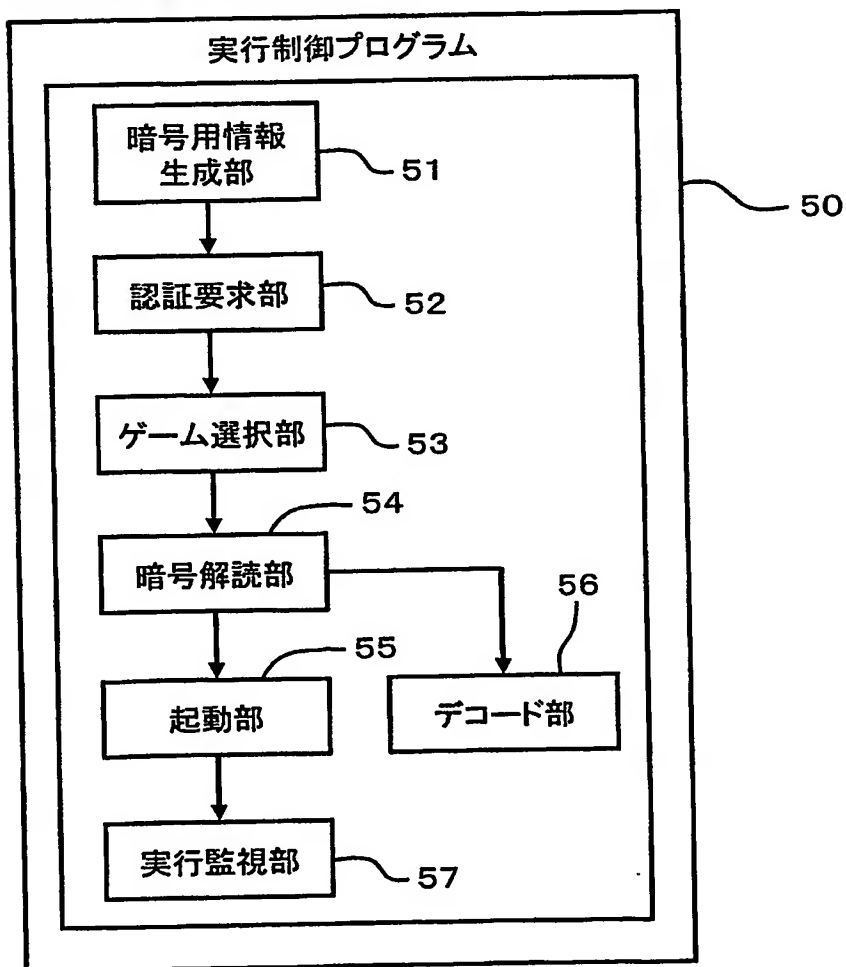 実行制御プログラム
暗号用情報
生成部
51
50
認証要求部
52
ゲーム選択部
53
54
暗号解読部
56
55
起動部
デコード部
実行監視部
57